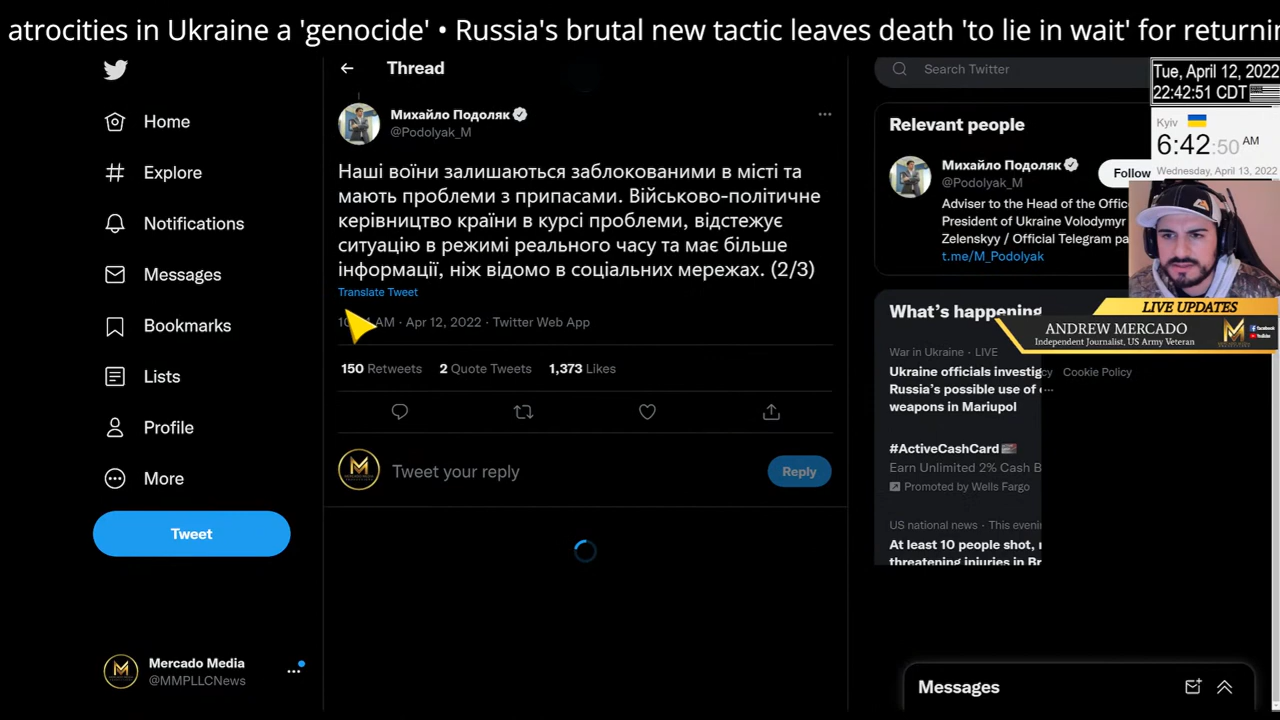 atrocities in Ukraine a 'genocide' • Russia's brutal new tactic leaves death 'to lie in wait' for
Thread
Search Twitter
Tue, April 12, 2022
22:42:51 CDT
Home
Explore
Notifications
Messages
Bookmarks
Lists
Profile
More
Tweet
Mercado Media
@MMPLLCNews
Михайло Подоляк
@Podolyak_M
Наші воїни залишаються заблокованими в місті та
мають проблеми з припасами. Військово-політичне
керівництво країни в курсі проблеми, відстежує
ситуацію в режимі реального часу та має більше
інформації, ніж відомо в соціальних мережах. (2/3)
Translate Tweet
AM · Apr 12, 2022 · Twitter Web App
150 Retweets 2 Quote Tweets 1,373 Likes
Tweet your reply
Reply
Relevant people
Михайло Подоляк
@Podolyak_M
Follow
Adviser to the Head of the
President of Ukraine Volodymyr
Zelenskyy / Official Telegram
t.me/M_Podolyak
Kyiv
6:42:50 AM
Wednesday, April 13, 2022
LIVE UPDATES
ANDREW MERCADO
Independent Journalist, US Army Veteran
What's happening
War in Ukraine · LIVE
Ukraine officials
Russia's possible use of
weapons in Mariupol
Cookie Policy
#ActiveCashCard
Earn Unlimited 2% Cash
Promoted by Wells Fargo
US national news · This
At least 10 people shot,
threatening injuries in
Messages